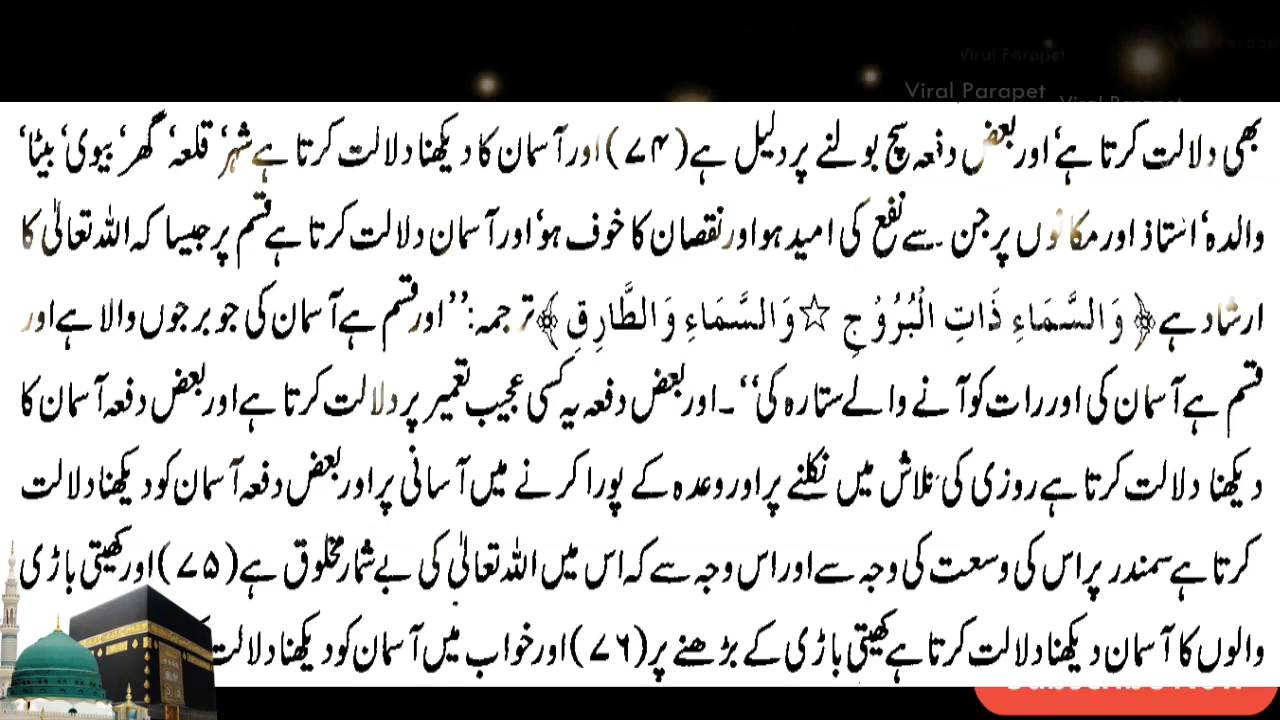 Viral Parapet
Viral Parapet
Viral Parapet
بھی دلالت کرتا ہے‘ اور بعض دفعہ سچ بولنے پر دلیل ہے (۷۴) اور آسمان کا دیکھنا دلالت کرتا ہے شہر‘ قلعہ‘ گھر‘ بیوی‘ بیٹا‘
والدہ‘ استاذ اور مکانوں پر جن سے نفع کی امید ہو اور نقصان کا خوف ہو‘ اور آسمان دلالت کرتا ہے قسم پر جیسا کہ اللہ تعالیٰ کا
ارشاد ہے ﴿ وَالسَّمَاءِ ذَاتِ الْبُرُوْجِ ☆ وَالسَّمَاءِ وَالطَّارِقِ ﴾ ترجمہ: ’’اور قسم ہے آسمان کی جو برجوں والا ہے اور
قسم ہے آسمان کی اور رات کو آنے والے ستارہ کی‘‘۔ اور بعض دفعہ یہ کسی عجیب تعمیر پر دلالت کرتا ہے اور بعض دفعہ آسمان کا
دیکھنا دلالت کرتا ہے روزی کی تلاش میں نکلنے پر اور وعدہ کے پورا کرنے میں آسانی پر اور بعض دفعہ آسمان کو دیکھنا دلالت
کرتا ہے سمندر پر اس کی وسعت کی وجہ سے اور اس وجہ سے کہ اس میں اللہ تعالیٰ کی بے شمار مخلوق ہے (۷۵) اور کھیتی باڑی
والوں کا آسمان دیکھنا دلالت کرتا ہے کھیتی باڑی کے بڑھنے پر (۷۶) اور خواب میں آسمان کو دیکھنا دلالت
Subscribe Now